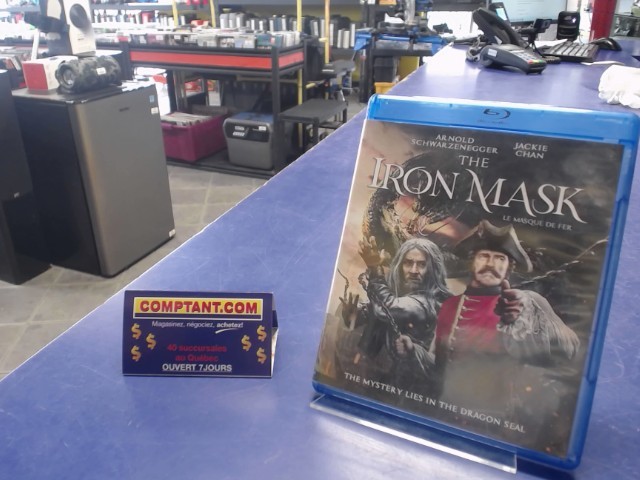 ARNOLD
SCHWARZENEGGER
JACKIE
CHAN
THE
IRON MASK
LE MASQUE DE FER
THE MYSTERY LIES IN THE DRAGON SEAL
COMPTANT.COM
Magasinez, négociez, achetez!
40 succursales
au Québec
OUVERT 7 JOURS